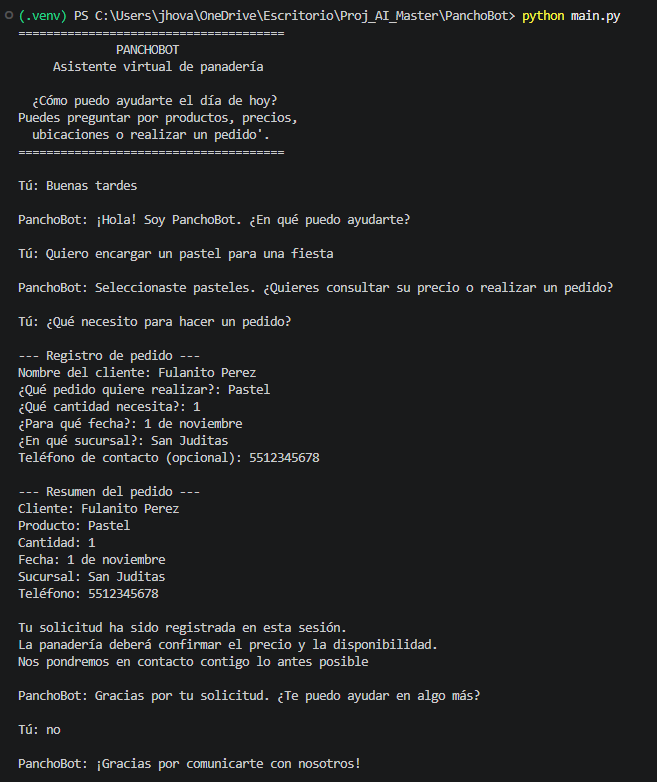 (.venv) PS C:\Users\jhova\OneDrive\Escritorio\Proj_AI_Master\PanchoBot> python main.py
======================================
PANCHOBOT
Asistente virtual de panadería
¿Cómo puedo ayudarte el día de hoy?
Puedes preguntar por productos, precios,
ubicaciones o realizar un pedido'.
======================================
Tú: Buenas tardes
PanchoBot: ¡Hola! Soy PanchoBot. ¿En qué puedo ayudarte?
Tú: Quiero encargar un pastel para una fiesta
PanchoBot: Seleccionaste pasteles. ¿Quieres consultar su precio o realizar un pedido?
Tú: ¿Qué necesito para hacer un pedido?
--- Registro de pedido ---
Nombre del cliente: Fulanito Perez
¿Qué pedido quiere realizar?: Pastel
¿Qué cantidad necesita?: 1
¿Para qué fecha?: 1 de noviembre
¿En qué sucursal?: San Juditas
Teléfono de contacto (opcional): 5512345678
--- Resumen del pedido ---
Cliente: Fulanito Perez
Producto: Pastel
Cantidad: 1
Fecha: 1 de noviembre
Sucursal: San Juditas
Teléfono: 5512345678
Tu solicitud ha sido registrada en esta sesión.
La panadería deberá confirmar el precio y la disponibilidad.
Nos pondremos en contacto contigo lo antes posible
PanchoBot: Gracias por tu solicitud. ¿Te puedo ayudar en algo más?
Tú: no
PanchoBot: ¡Gracias por comunicarte con nosotros!